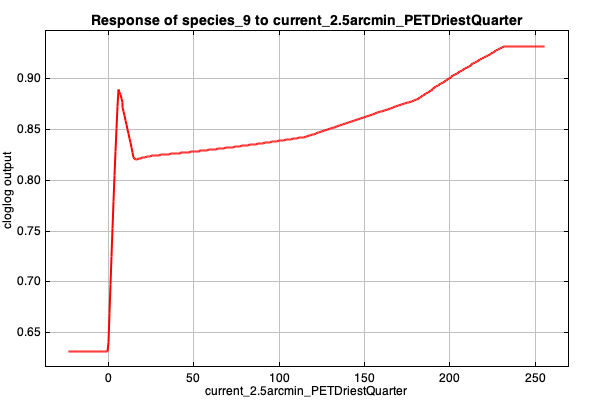 Response of species_9 to current_2.5arcmin_PETDriestQuarter
cloglog output
0.90
0.85
0.80
0.75
0.70
0.65
0 50 100 150 200 250
current_2.5arcmin_PETDriestQuarter